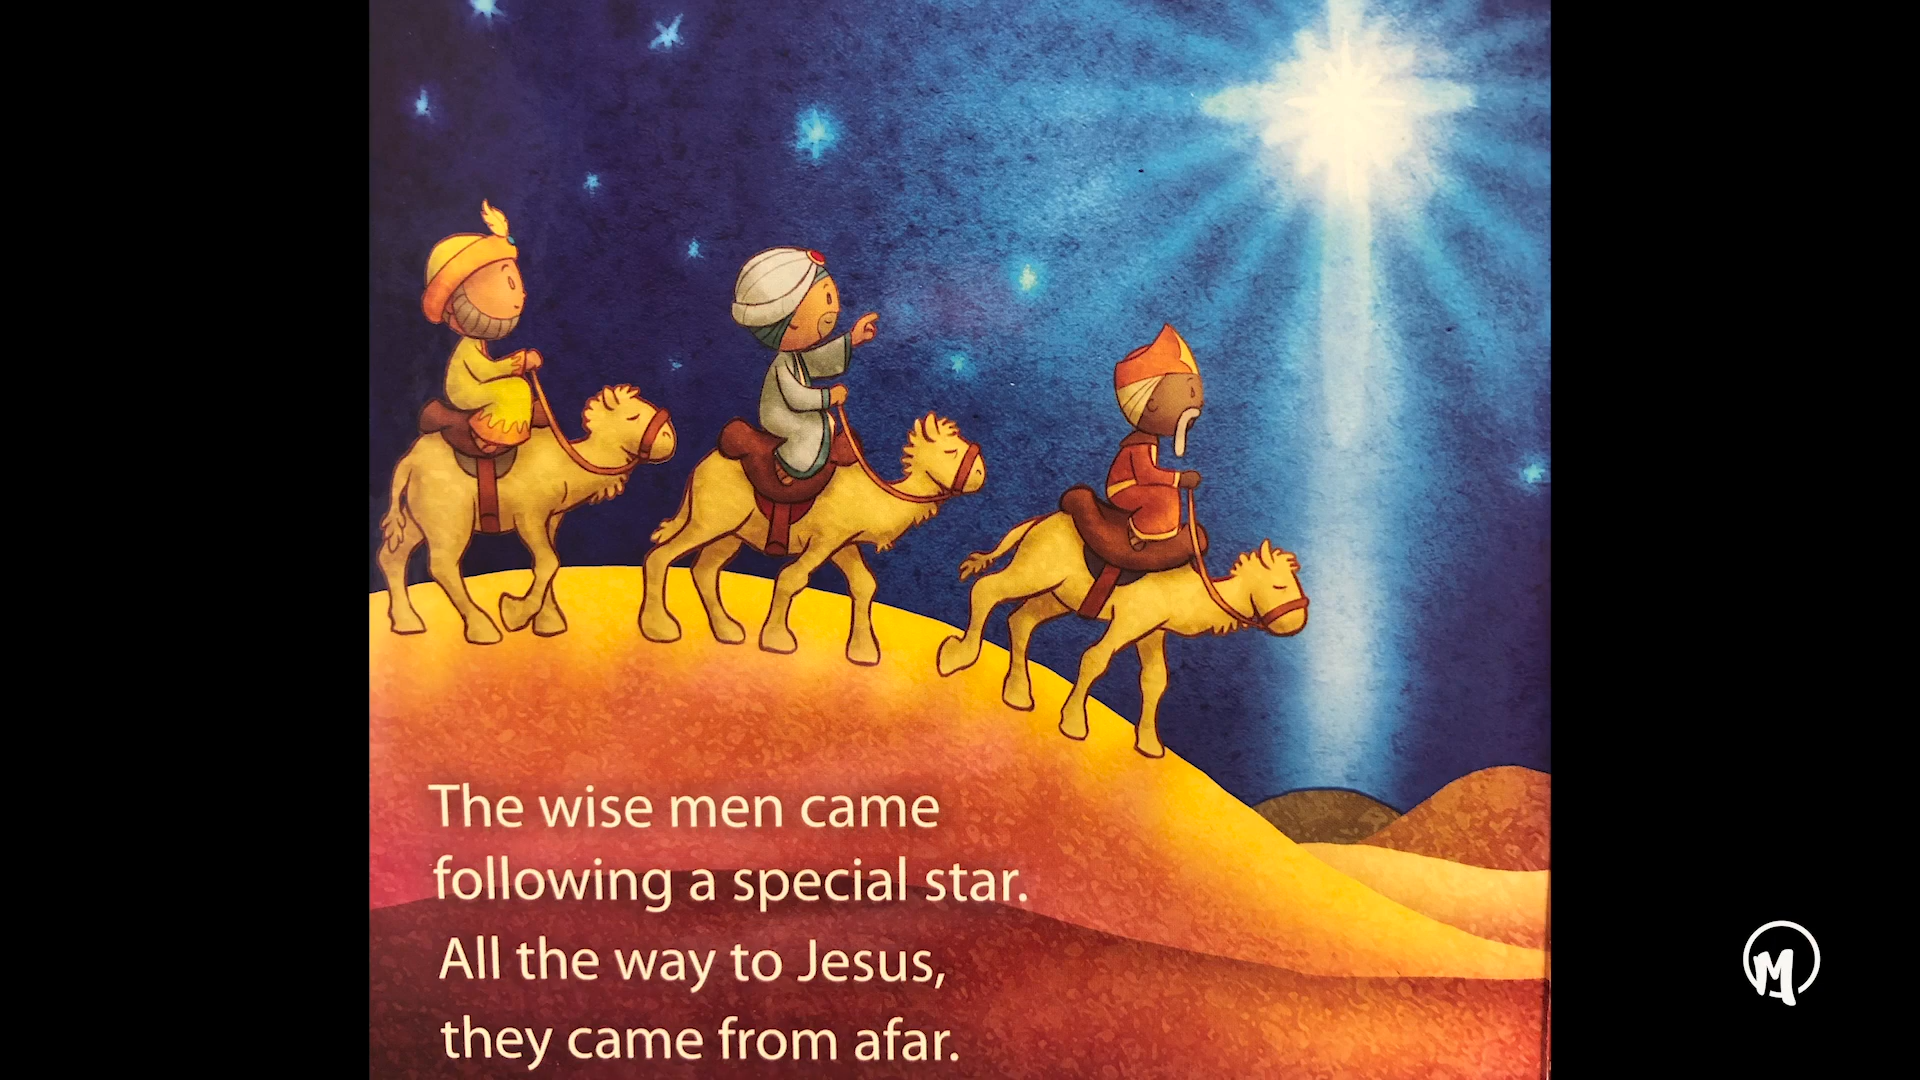 The wise men came
following a special star.
All the way to Jesus,
they came from afar.